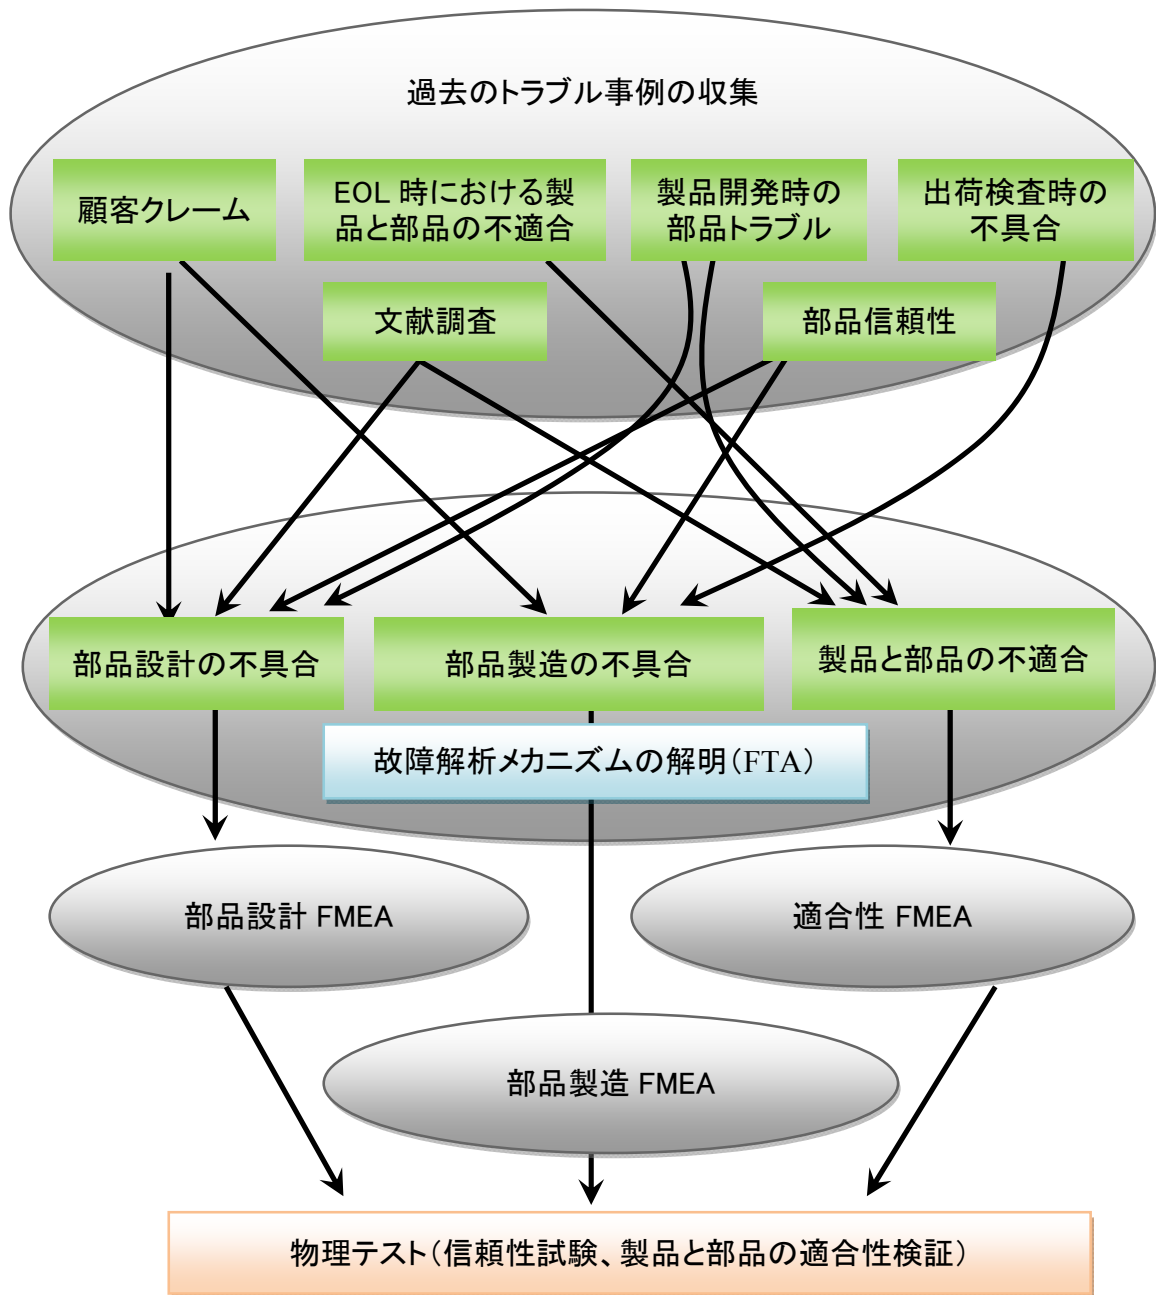 過去のトラブル事例の収集
顧客クレーム
EOL 時における製
品と部品の不適合
製品開発時の
部品トラブル
出荷検査時の
不具合
文献調査
部品信頼性
部品設計の不具合
部品製造の不具合
製品と部品の不適合
故障解析メカニズムの解明（FTA）
部品設計 FMEA
適合性 FMEA
部品製造 FMEA
物理テスト（信頼性試験、製品と部品の適合性検証）